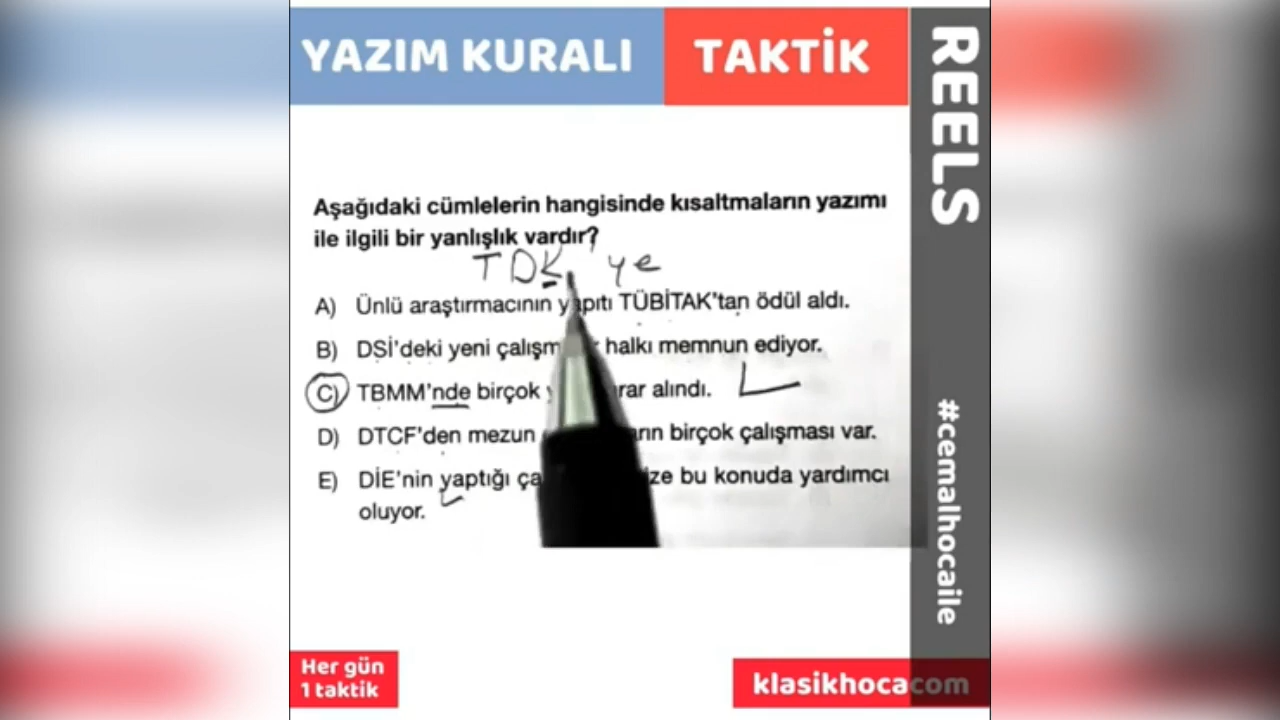 YAZIM KURALI
TAKTİK
REELS
#cemalhocaile
Aşağıdaki cümlelerin hangisinde kısaltmaların yazımı
ile ilgili bir yanlışlık vardır?
TDK'ye
A) Ünlü araştırmacının yapıtı TÜBİTAK'tan ödül aldı.
B) DSİ'deki yeni halkı memnun ediyor.
C) TBMM'nde birçok alındı.
D) DTCF'den mezun birçok çalışması var.
E) DİE'nin yaptığı bu konuda yardımcı
oluyor.
Her gün
1 taktik
klasikhocacom